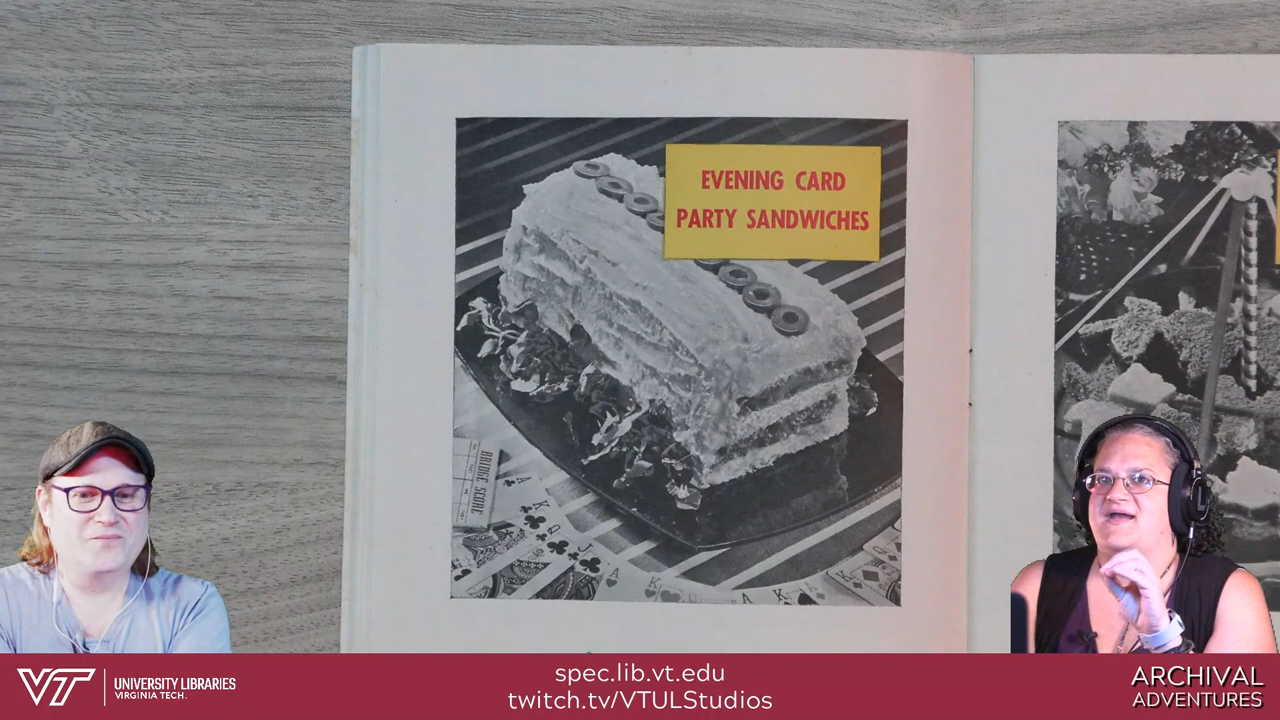 EVENING CARD
PARTY SANDWICHES
BRIDGE SCORE
A
K
Q
J
A
K
Q
A
K
Q
K
VT
UNIVERSITY LIBRARIES
VIRGINIA TECH.
spec.lib.vt.edu
twitch.tv/VTULStudios
ARCHIVAL
ADVENTURES